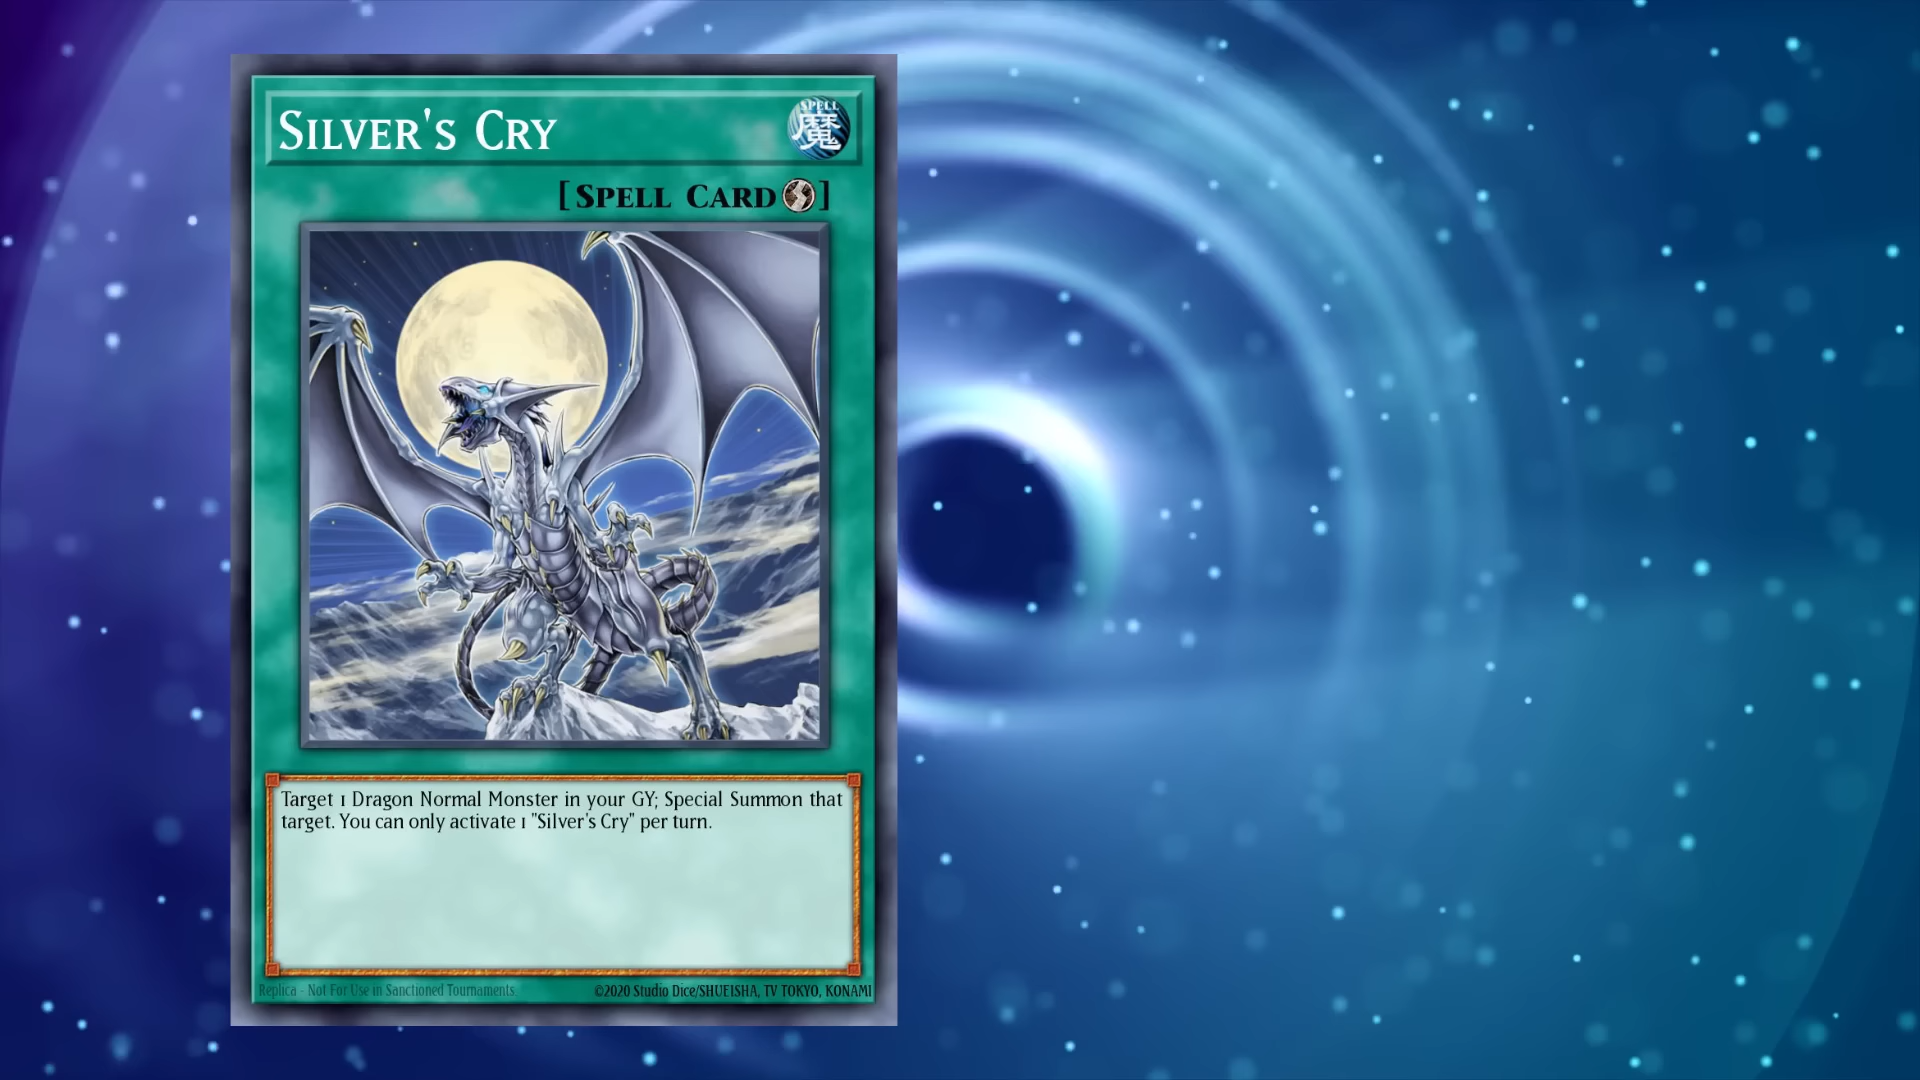 Silver's Cry
SPELL
魔
[Spell Card]
Target 1 Dragon Normal Monster in your GY; Special Summon that
target. You can only activate 1 "Silver's Cry" per turn.
Replica - Not For Use in Sanctioned Tournaments.
©2020 Studio Dice/SHUEISHA, TV TOKYO, KONAMI